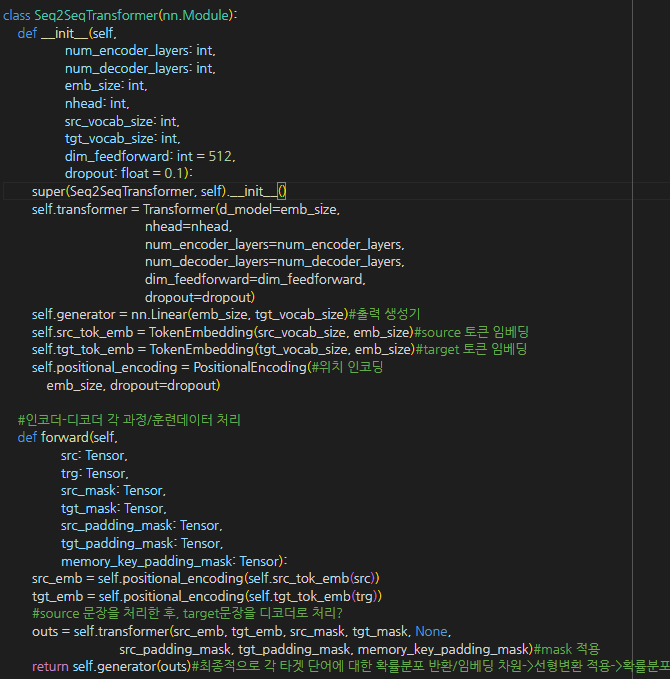 class Seq2SeqTransformer(nn.Module):
def __init__(self,
num_encoder_layers: int,
num_decoder_layers: int,
emb_size: int,
nhead: int,
src_vocab_size: int,
tgt_vocab_size: int,
dim_feedforward: int = 512,
dropout: float = 0.1):
super(Seq2SeqTransformer, self).__init__()
self.transformer = Transformer(d_model=emb_size,
nhead=nhead,
num_encoder_layers=num_encoder_layers,
num_decoder_layers=num_decoder_layers,
dim_feedforward=dim_feedforward,
dropout=dropout)
self.generator = nn.Linear(emb_size, tgt_vocab_size)#출력 생성기
self.src_tok_emb = TokenEmbedding(src_vocab_size, emb_size)#source 토큰 임베딩
self.tgt_tok_emb = TokenEmbedding(tgt_vocab_size, emb_size)#target 토큰 임베딩
self.positional_encoding = PositionalEncoding(#위치 인코딩
emb_size, dropout=dropout)
#인코더-디코더 각 과정/훈련데이터 처리
def forward(self,
src: Tensor,
trg: Tensor,
src_mask: Tensor,
tgt_mask: Tensor,
src_padding_mask: Tensor,
tgt_padding_mask: Tensor,
memory_key_padding_mask: Tensor):
src_emb = self.positional_encoding(self.src_tok_emb(src))
tgt_emb = self.positional_encoding(self.tgt_tok_emb(trg))
#source 문장을 처리한 후, target문장을 디코더로 처리?
outs = self.transformer(src_emb, tgt_emb, src_mask, tgt_mask, None,
src_padding_mask, tgt_padding_mask, memory_key_padding_mask)#mask 적용
return self.generator(outs)#최종적으로 각 타겟 단어에 대한 확률분포 반환/임베딩 차원->선형변환 적용->확률분포